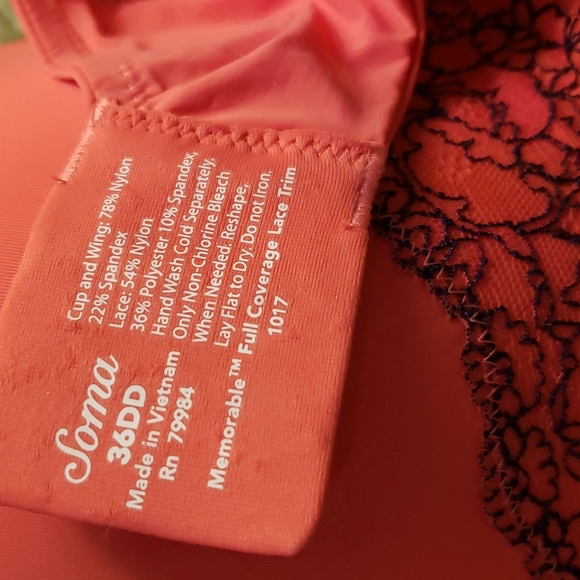 Soma
36DD
Made in Vietnam
Rn 79984
Cup and Wing: 78% Nylon
22% Spandex
Lace: 54% Nylon
36% Polyester 10% Spandex,
Hand Wash Cold Separately,
Only Non-Chlorine Bleach
When Needed. Reshape,
Lay Flat to Dry; Do not Iron.
Memorable™ Full Coverage Lace Trim
1017